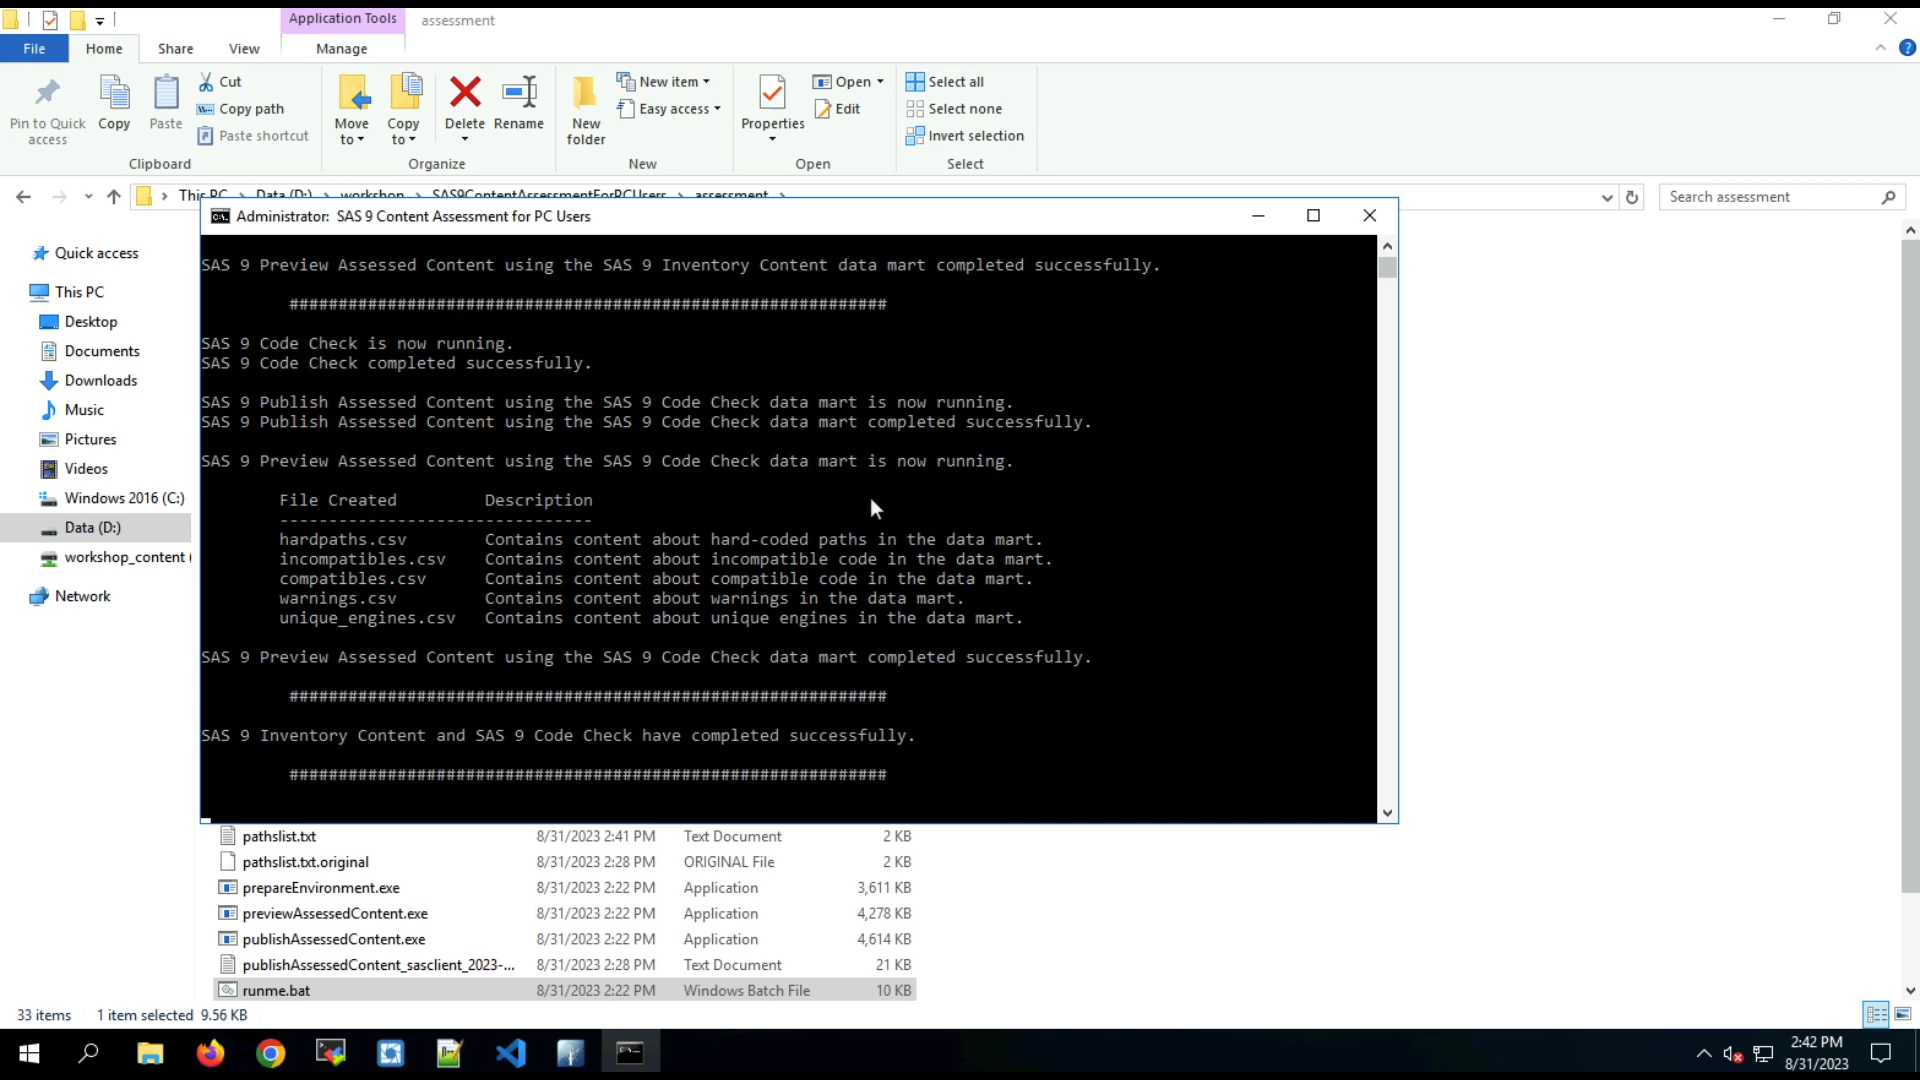 Application Tools
assessment
File
Home
Share
View
Manage
Pin to Quick access
Copy
Paste
Cut
Copy path
Paste shortcut
Clipboard
Move to
Copy to
Delete
Rename
Organize
New folder
New item
Easy access
New
Properties
Open
Edit
Open
Select all
Select none
Invert selection
Select
This PC
Data (D:)
workshop
SAS9ContentAssessmentForPCUsers
assessment
Search assessment
Quick access
This PC
Desktop
Documents
Downloads
Music
Pictures
Videos
Windows 2016 (C:)
Data (D:)
workshop_content (
Network
Administrator: SAS 9 Content Assessment for PC Users
SAS 9 Preview Assessed Content using the SAS 9 Inventory Content data mart completed successfully.
#############################################################
SAS 9 Code Check is now running.
SAS 9 Code Check completed successfully.
SAS 9 Publish Assessed Content using the SAS 9 Code Check data mart is now running.
SAS 9 Publish Assessed Content using the SAS 9 Code Check data mart completed successfully.
SAS 9 Preview Assessed Content using the SAS 9 Code Check data mart is now running.
File Created Description
--------------------------------
hardpaths.csv Contains content about hard-coded paths in the data mart.
incompatibles.csv Contains content about incompatible code in the data mart.
compatibles.csv Contains content about compatible code in the data mart.
warnings.csv Contains content about warnings in the data mart.
unique_engines.csv Contains content about unique engines in the data mart.
SAS 9 Preview Assessed Content using the SAS 9 Code Check data mart completed successfully.
#############################################################
SAS 9 Inventory Content and SAS 9 Code Check have completed successfully.
#############################################################
pathslist.txt 8/31/2023 2:41 PM Text Document 2 KB
pathslist.txt.original 8/31/2023 2:28 PM ORIGINAL File 2 KB
prepareEnvironment.exe 8/31/2023 2:22 PM Application 3,611 KB
previewAssessedContent.exe 8/31/2023 2:22 PM Application 4,278 KB
publishAssessedContent.exe 8/31/2023 2:22 PM Application 4,614 KB
publishAssessedContent_sasclient_2023-... 8/31/2023 2:28 PM Text Document 21 KB
runme.bat 8/31/2023 2:22 PM Windows Batch File 10 KB
33 items 1 item selected 9.56 KB
2:42 PM
8/31/2023